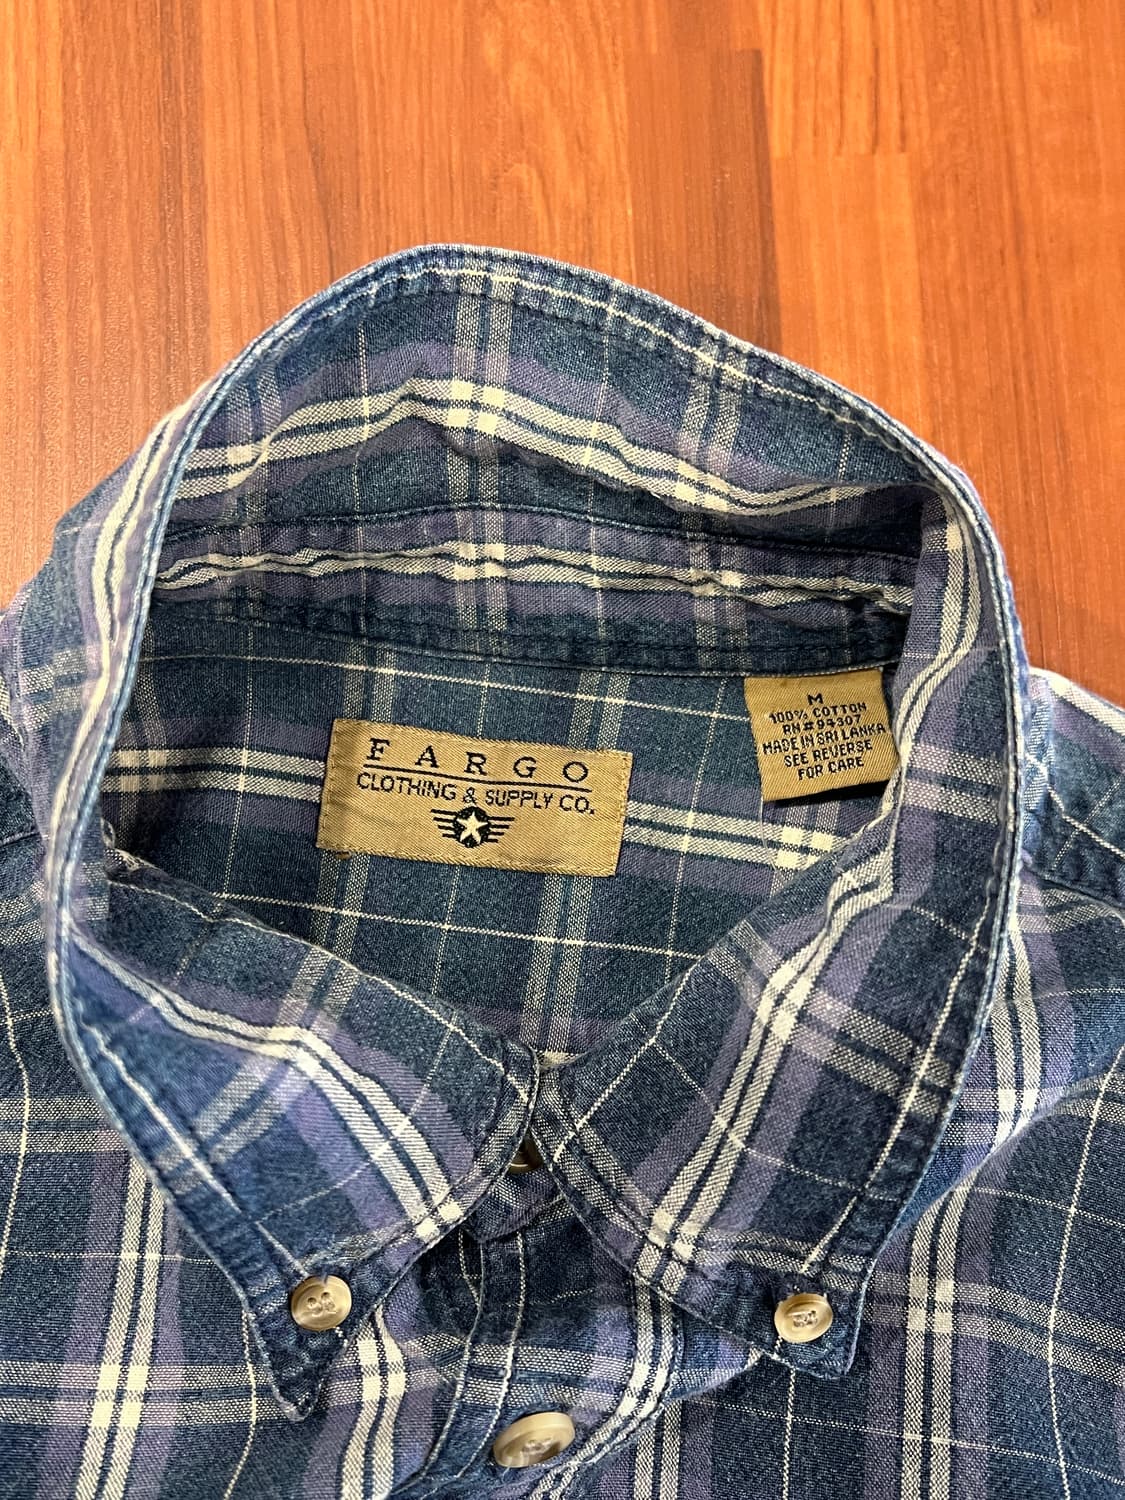 FARGO
CLOTHING & SUPPLY CO.
M
100% COTTON
RN#94307
MADE IN SRI LANKA
SEE REVERSE
FOR CARE